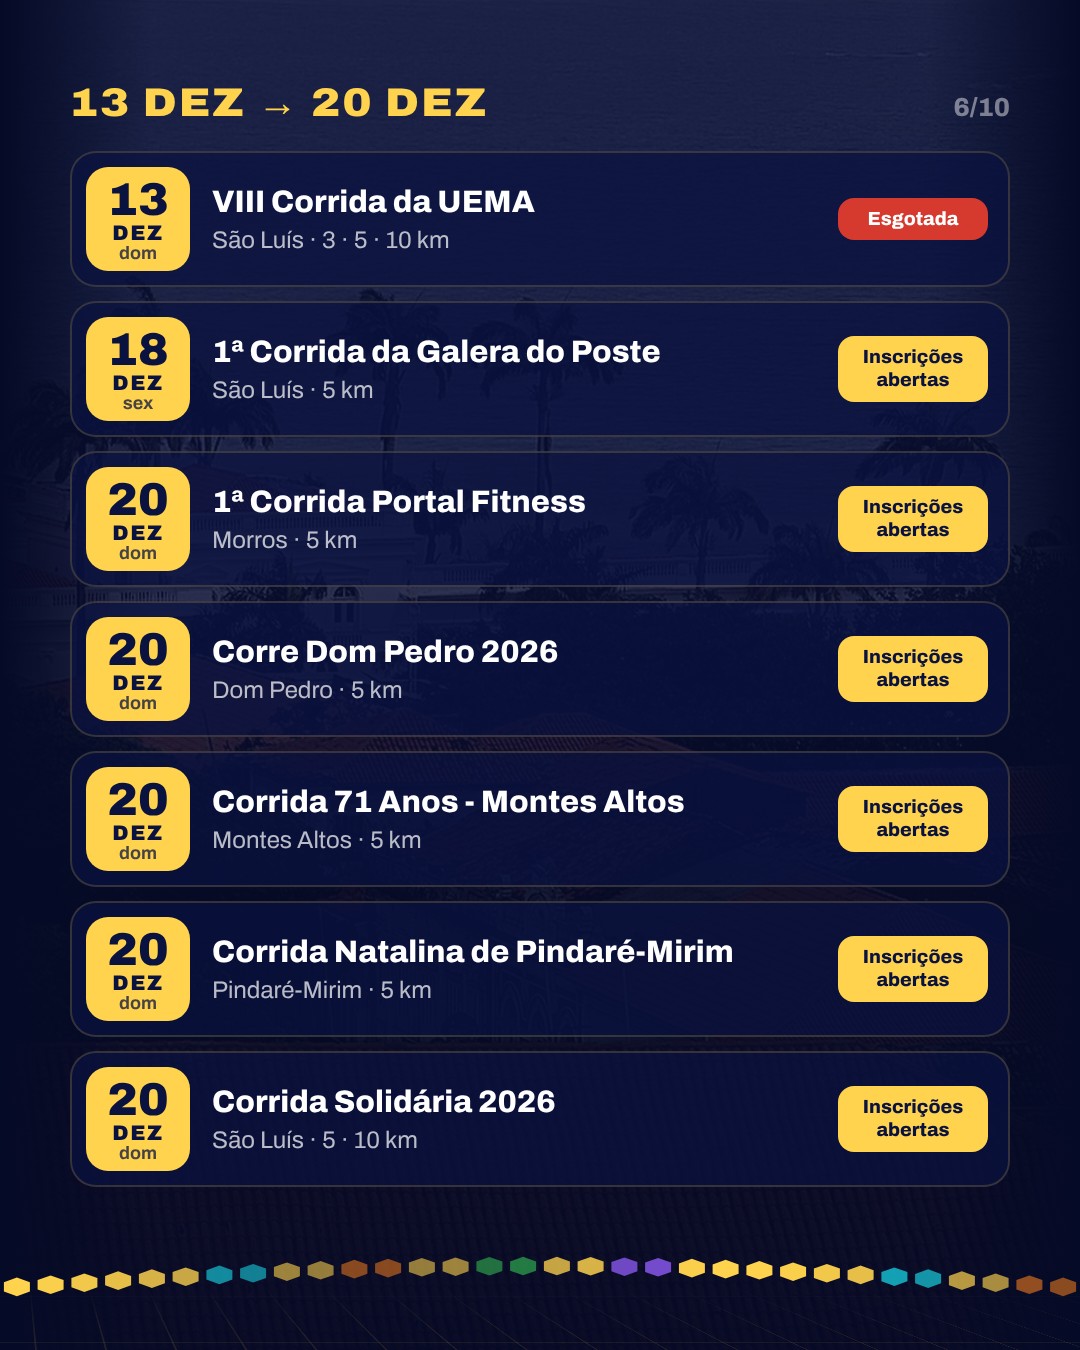 13 DEZ → 20 DEZ
6/10
13
DEZ
dom
VIII Corrida da UEMA
São Luís · 3 · 5 · 10 km
Esgotada
18
DEZ
sex
1ª Corrida da Galera do Poste
São Luís · 5 km
Inscrições
abertas
20
DEZ
dom
1ª Corrida Portal Fitness
Morros · 5 km
Inscrições
abertas
20
DEZ
dom
Corre Dom Pedro 2026
Dom Pedro · 5 km
Inscrições
abertas
20
DEZ
dom
Corrida 71 Anos - Montes Altos
Montes Altos · 5 km
Inscrições
abertas
20
DEZ
dom
Corrida Natalina de Pindaré-Mirim
Pindaré-Mirim · 5 km
Inscrições
abertas
20
DEZ
dom
Corrida Solidária 2026
São Luís · 5 · 10 km
Inscrições
abertas